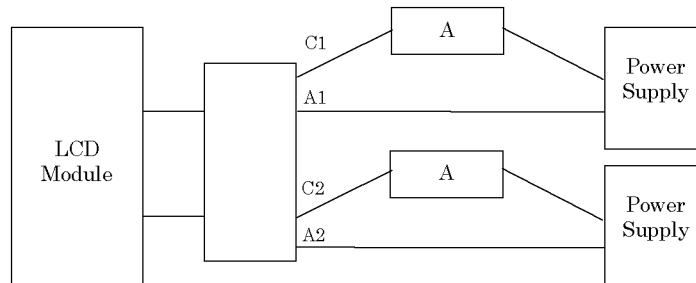 C1
A
Power
Supply
A1
LCD
Module
C2
A
Power
Supply
A2